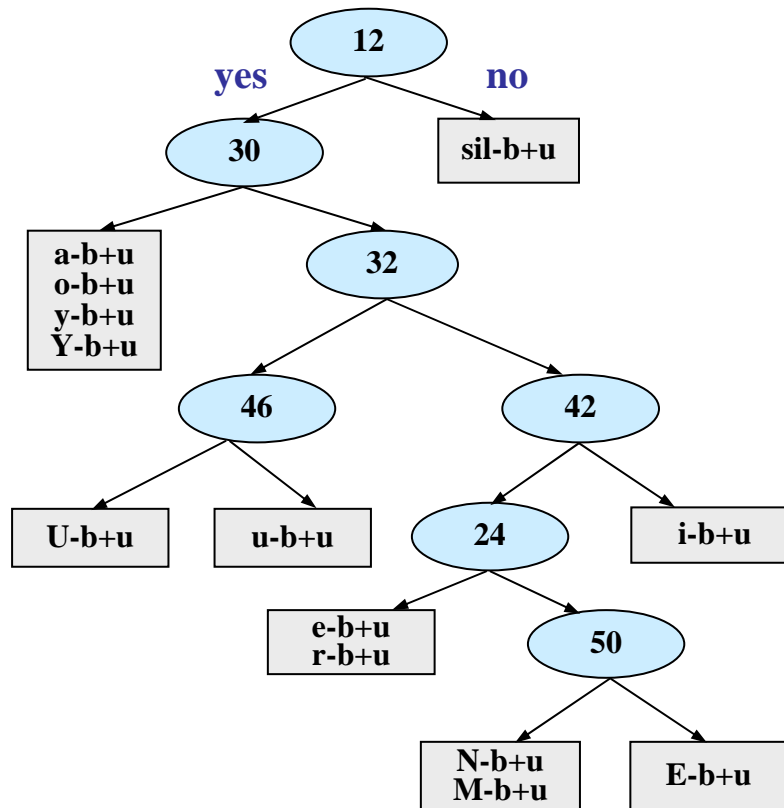 12
yes
no
30
sil-b+u
a-b+u
o-b+u
y-b+u
Y-b+u
32
46
42
U-b+u
u-b+u
24
i-b+u
e-b+u
r-b+u
50
N-b+u
M-b+u
E-b+u